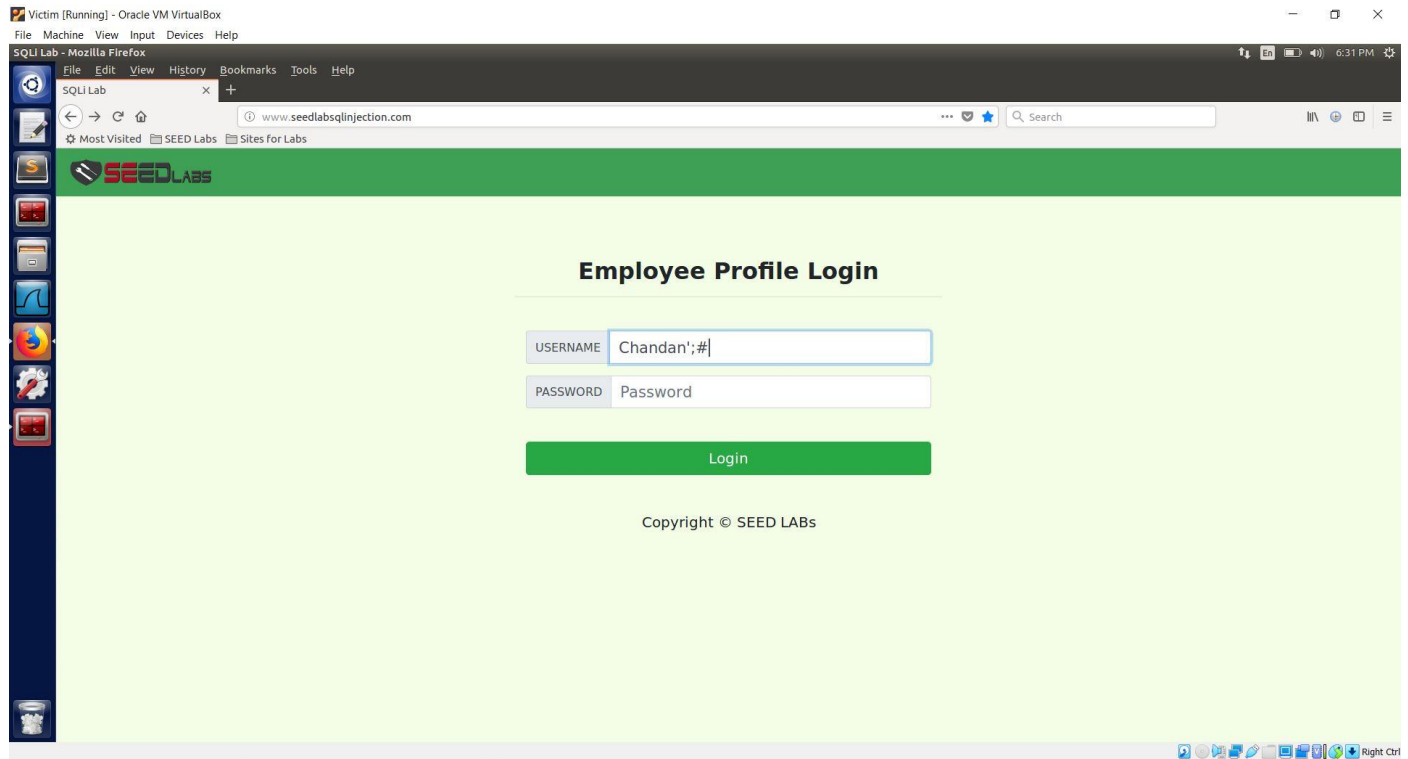 Victim [Running] - Oracle VM VirtualBox
File Machine View Input Devices Help
SQLi Lab - Mozilla Firefox
En 6:31 PM
File Edit View History Bookmarks Tools Help
SQLi Lab
www.seedlabsqlinjection.com
Search
Most Visited SEED Labs Sites for Labs
SEEDLABS
Employee Profile Login
USERNAME Chandan';#
PASSWORD Password
Login
Copyright © SEED LABs
Right Ctrl